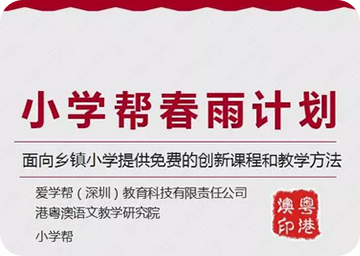 小学帮春雨计划
面向乡镇小学提供免费的创新课程和教学方法
爱学帮（深圳）教育科技有限责任公司
港粤澳语文教学研究院
小学帮
粤港
澳印